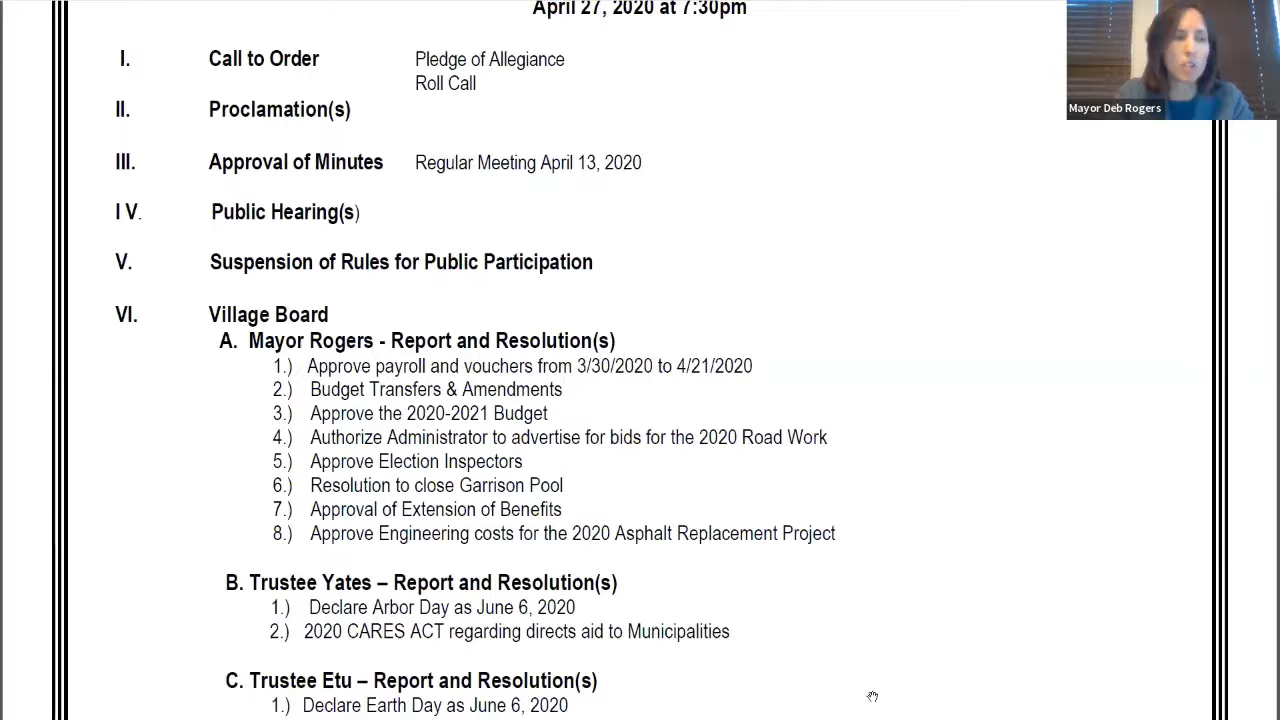 April 27, 2020 at 7:30pm
Mayor Deb Rogers
I. Call to Order Pledge of Allegiance
Roll Call
II. Proclamation(s)
III. Approval of Minutes Regular Meeting April 13, 2020
I V. Public Hearing(s)
V. Suspension of Rules for Public Participation
VI. Village Board
A. Mayor Rogers - Report and Resolution(s)
1.) Approve payroll and vouchers from 3/30/2020 to 4/21/2020
2.) Budget Transfers & Amendments
3.) Approve the 2020-2021 Budget
4.) Authorize Administrator to advertise for bids for the 2020 Road Work
5.) Approve Election Inspectors
6.) Resolution to close Garrison Pool
7.) Approval of Extension of Benefits
8.) Approve Engineering costs for the 2020 Asphalt Replacement Project
B. Trustee Yates – Report and Resolution(s)
1.) Declare Arbor Day as June 6, 2020
2.) 2020 CARES ACT regarding directs aid to Municipalities
C. Trustee Etu – Report and Resolution(s)
1.) Declare Earth Day as June 6, 2020